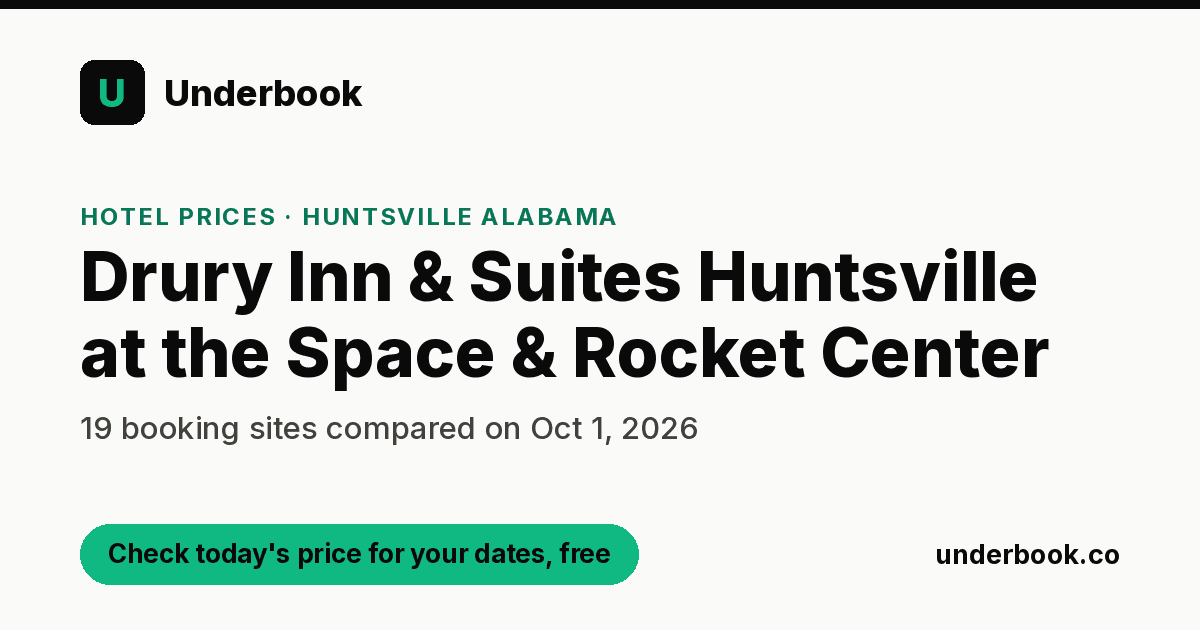 U
Underbook
HOTEL PRICES · HUNTSVILLE ALABAMA
Drury Inn & Suites Huntsville
at the Space & Rocket Center
19 booking sites compared on Oct 1, 2026
Check today's price for your dates, free
underbook.co